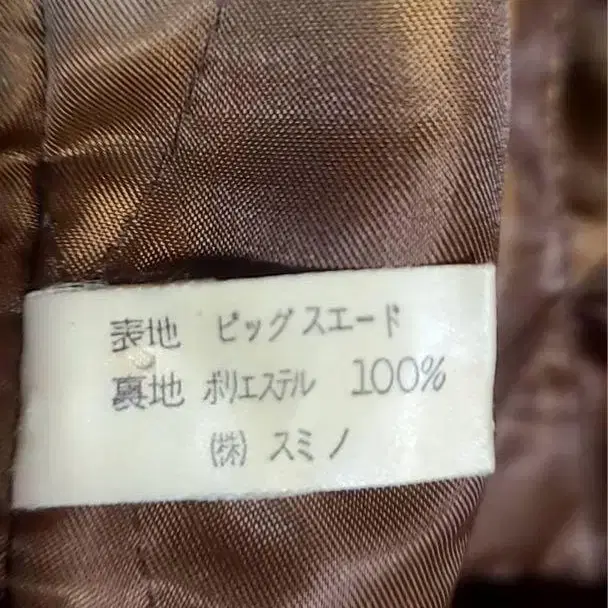 表地 ピッグスエード
裏地 ポリエステル 100%
㈱ スミノ